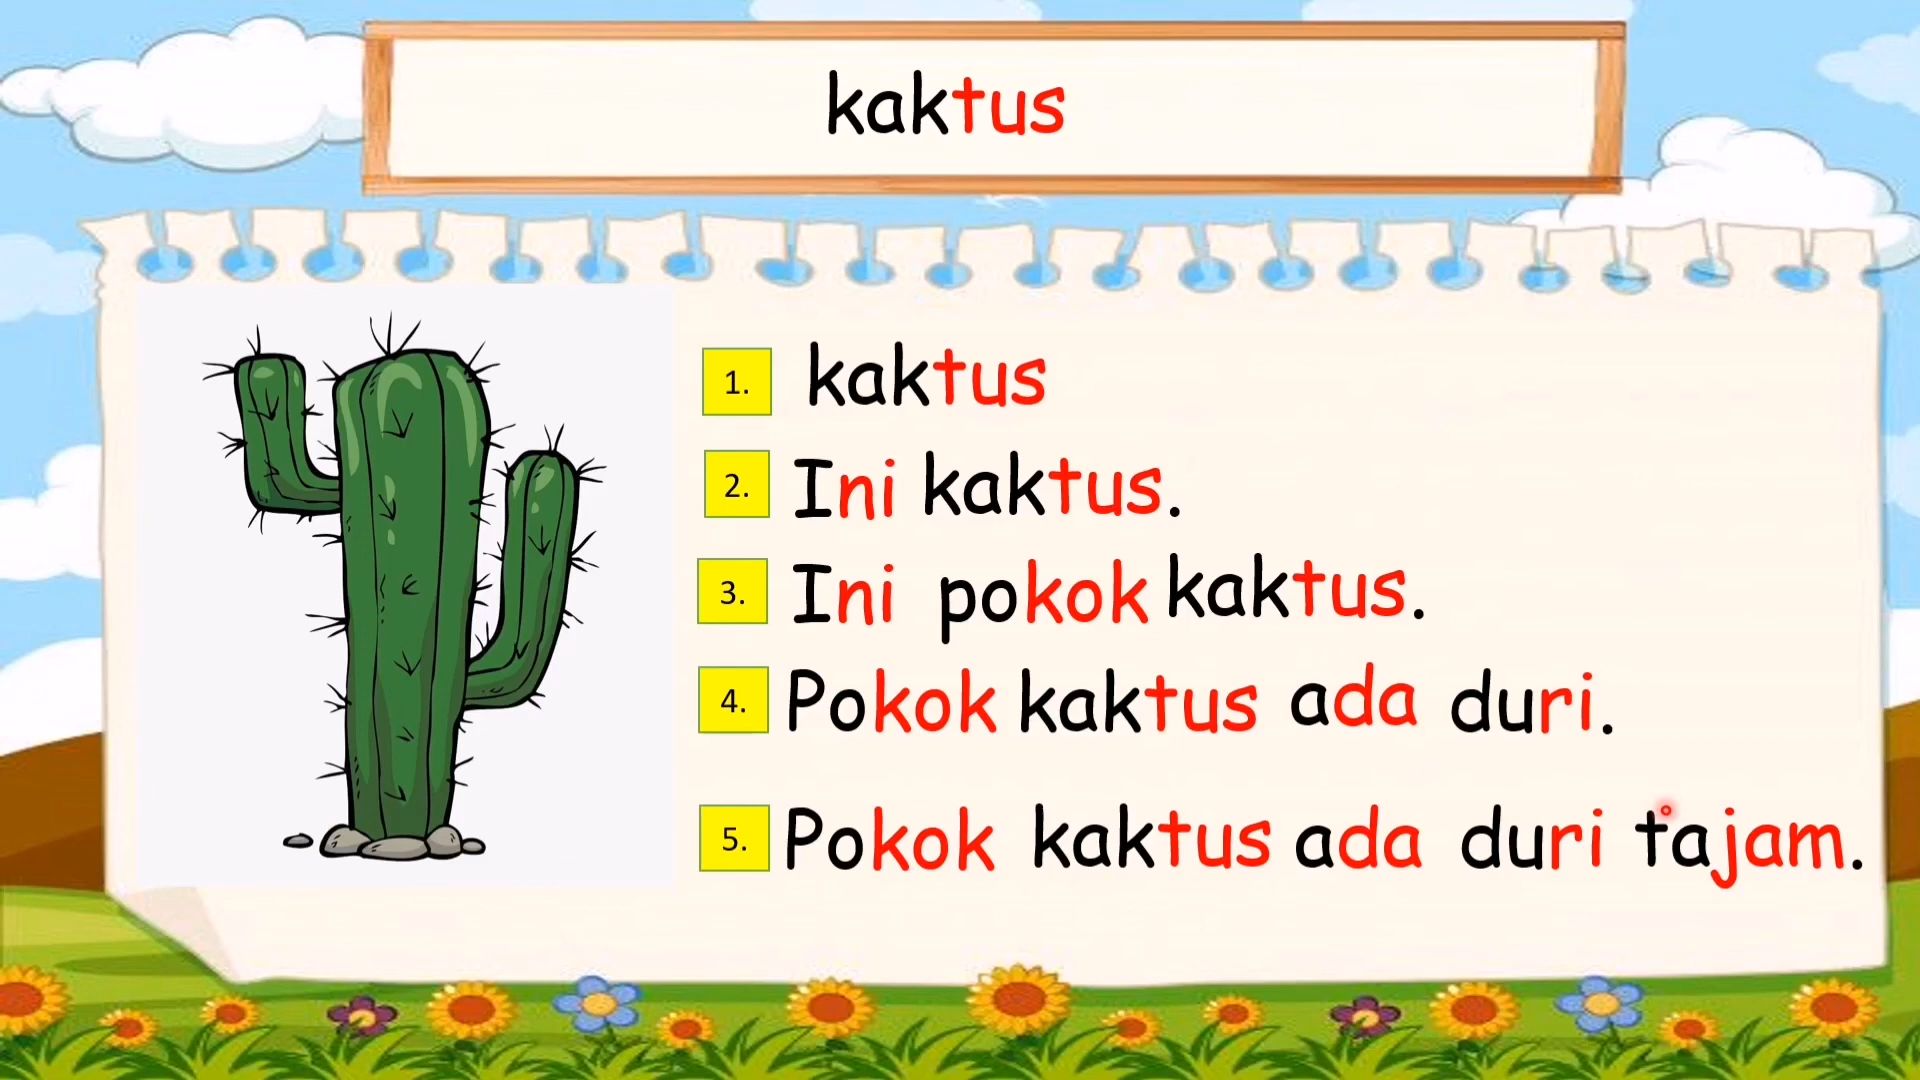 kaktus
1. kaktus
2. Ini kaktus.
3. Ini pokok kaktus.
4. Pokok kaktus ada duri.
5. Pokok kaktus ada duri tajam.